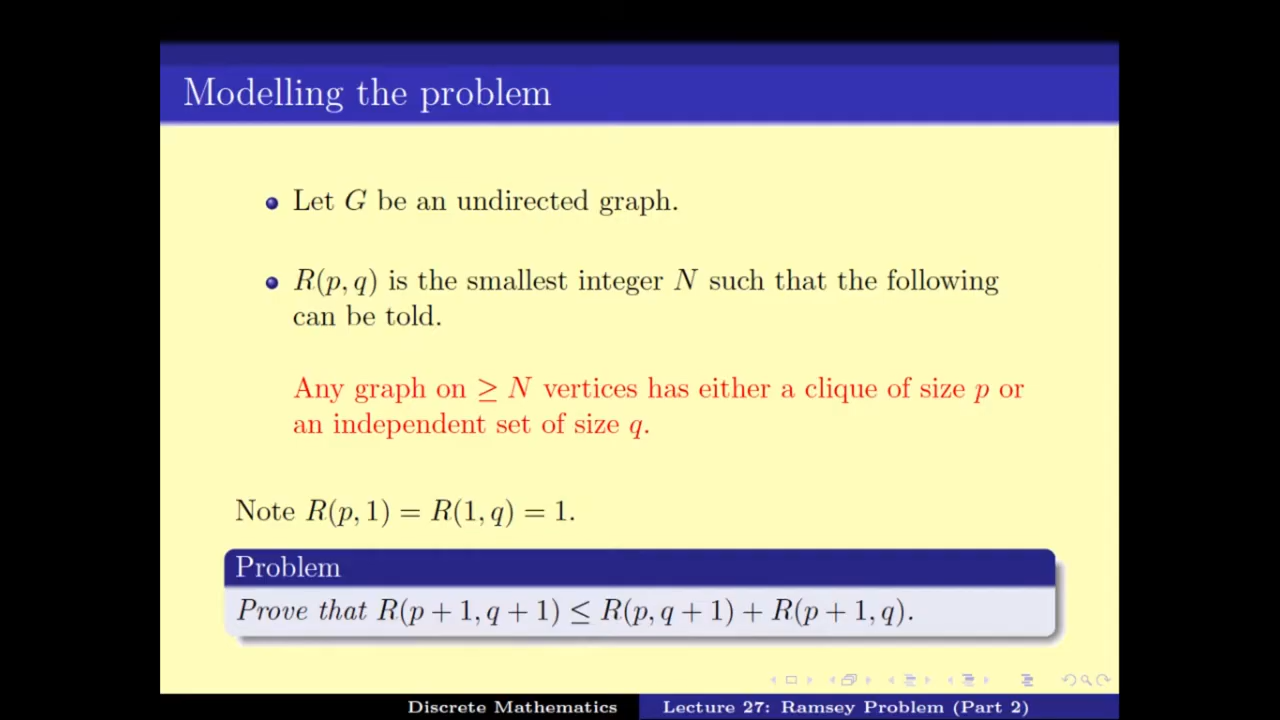 Modelling the problem
Let G be an undirected graph.
R(p, q) is the smallest integer N such that the following
can be told.
Any graph on ≥ N vertices has either a clique of size p or
an independent set of size q.
Note R(p, 1) = R(1, q) = 1.
Problem
Prove that R(p + 1, q + 1) ≤ R(p, q + 1) + R(p + 1, q).
Discrete Mathematics
Lecture 27: Ramsey Problem (Part 2)